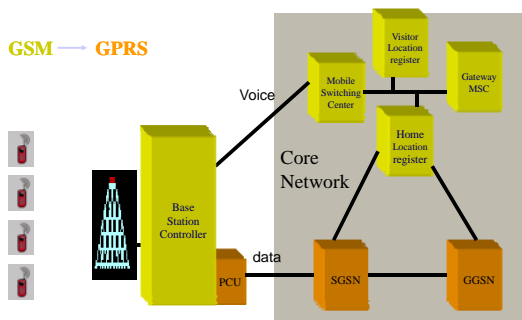 GSM GPRS
Visitor
Location
register
Gateway
MSC
Mobile
Switching
Center
Voice
Home
Location
register
Core
Network
Base
Station
Controller
data
PCU
SGSN
GGSN